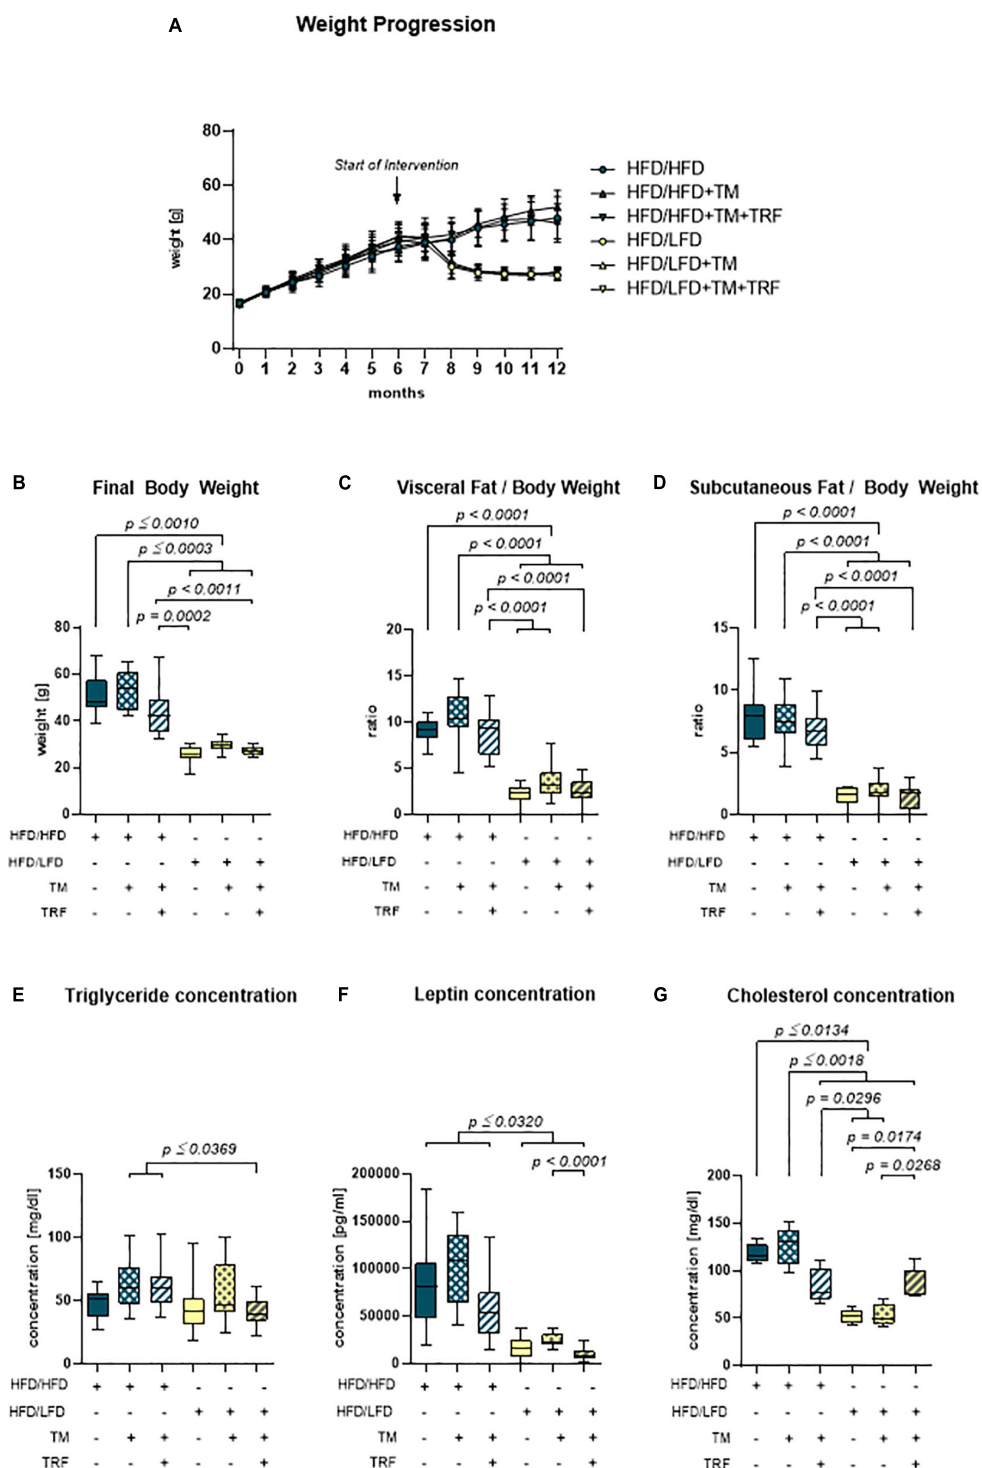 A Weight Progression
80
60
40
20
0
weight [g]
Start of Intervention
0 1 2 3 4 5 6 7 8 9 10 11 12
months
HFD/HFD
HFD/HFD+TM
HFD/HFD+TM+TRF
HFD/LFD
HFD/LFD+TM
HFD/LFD+TM+TRF
B Final Body Weight
p ≤ 0.0010
p ≤ 0.0003
p < 0.0011
p = 0.0002
80
60
40
20
0
weight [g]
HFD/HFD + + + - - -
HFD/LFD - - - + + +
TM - + + - + +
TRF - - + - - +
C Visceral Fat / Body Weight
p < 0.0001
p < 0.0001
p < 0.0001
p < 0.0001
20
15
10
5
0
ratio
HFD/HFD + + + - - -
HFD/LFD - - - + + +
TM - + + - + +
TRF - - + - - +
D Subcutaneous Fat / Body Weight
p < 0.0001
p < 0.0001
p < 0.0001
p < 0.0001
15
10
5
0
ratio
HFD/HFD + + + - - -
HFD/LFD - - - + + +
TM - + + - + +
TRF - - + - - +
E Triglyceride concentration
p ≤ 0.0369
150
100
50
0
concentration [mg/dl]
HFD/HFD + + + - - -
HFD/LFD - - - + + +
TM - + + - + +
TRF - - + - - +
F Leptin concentration
p ≤ 0.0320
p < 0.0001
200000
150000
100000
50000
0
concentration [pg/ml]
HFD/HFD + + + - - -
HFD/LFD - - - + + +
TM - + + - + +
TRF - - + - - +
G Cholesterol concentration
p ≤ 0.0134
p ≤ 0.0018
p = 0.0296
p = 0.0174
p = 0.0268
200
150
100
50
0
concentration [mg/dl]
HFD/HFD + + + - - -
HFD/LFD - - - + + +
TM - + + - + +
TRF - - + - - +